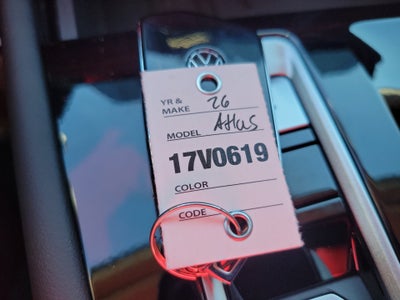 YR & 26
MAKE
MODEL Atlas
17V0619
COLOR
CODE